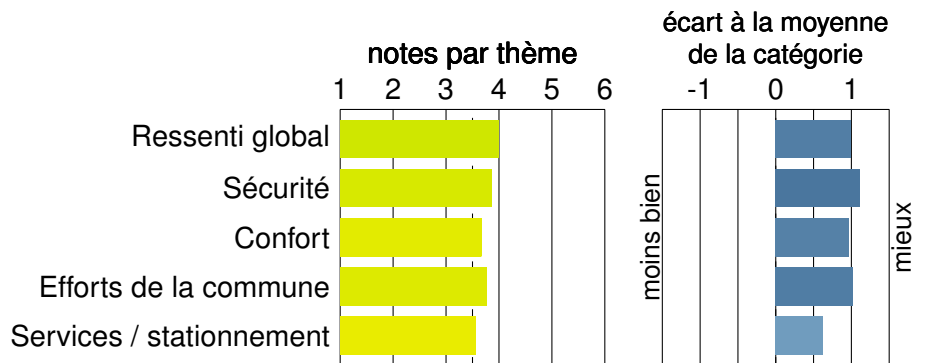 écart à la moyenne
de la catégorie
notes par thème
1 2 3 4 5 6
-1 0 1
Ressenti global
Sécurité
Confort
Efforts de la commune
Services / stationnement
moins bien
mieux